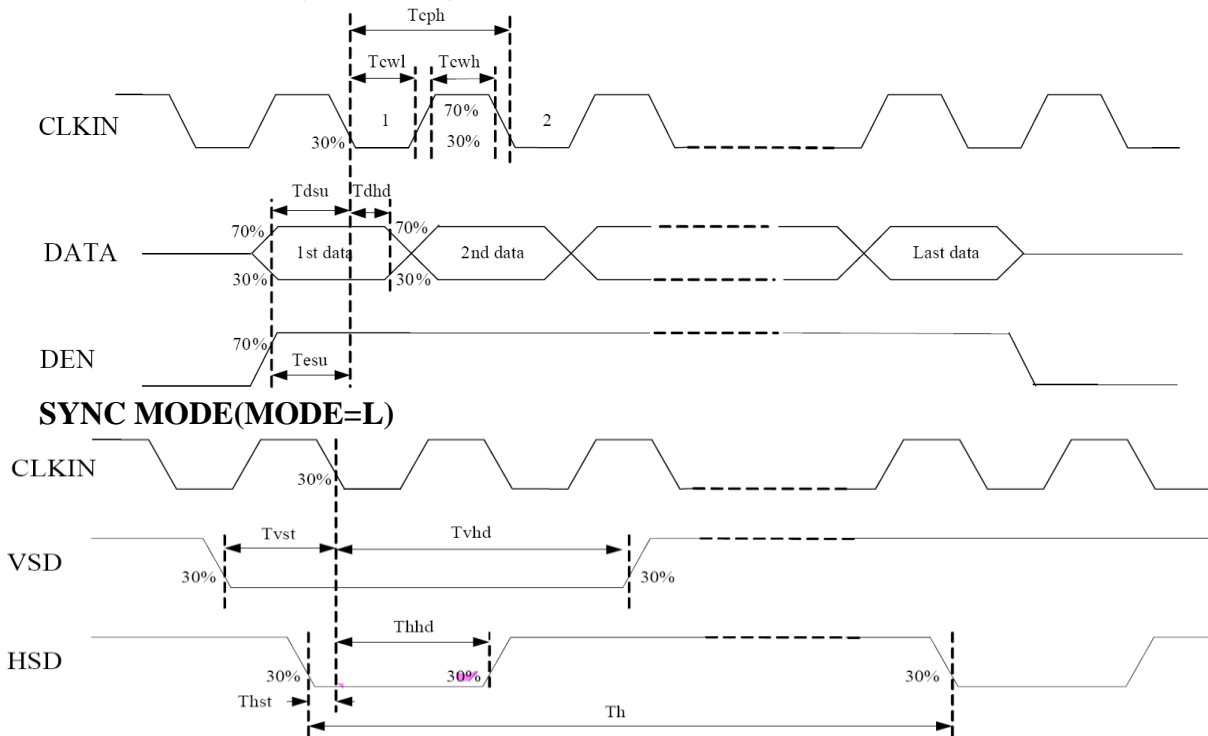 Tcph
Tcwl Tcwh
CLKIN 30% 1 70% 30% 2
Tdsu Tdhd
70% 70%
DATA 1st data 2nd data Last data
30% 30%
70%
DEN Tesu
SYNC MODE(MODE=L)
CLKIN 30%
Tvst Tvhd
VSD 30% 30%
Thhd
HSD 30% 30% 30%
Thst
Th